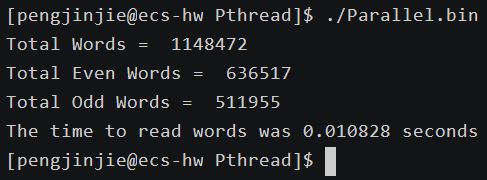 [pengjinjie@ecs-hw Pthread]$ ./Parallel.bin
Total Words =  1148472
Total Even Words =  636517
Total Odd Words =  511955
The time to read words was 0.010828 seconds
[pengjinjie@ecs-hw Pthread]$